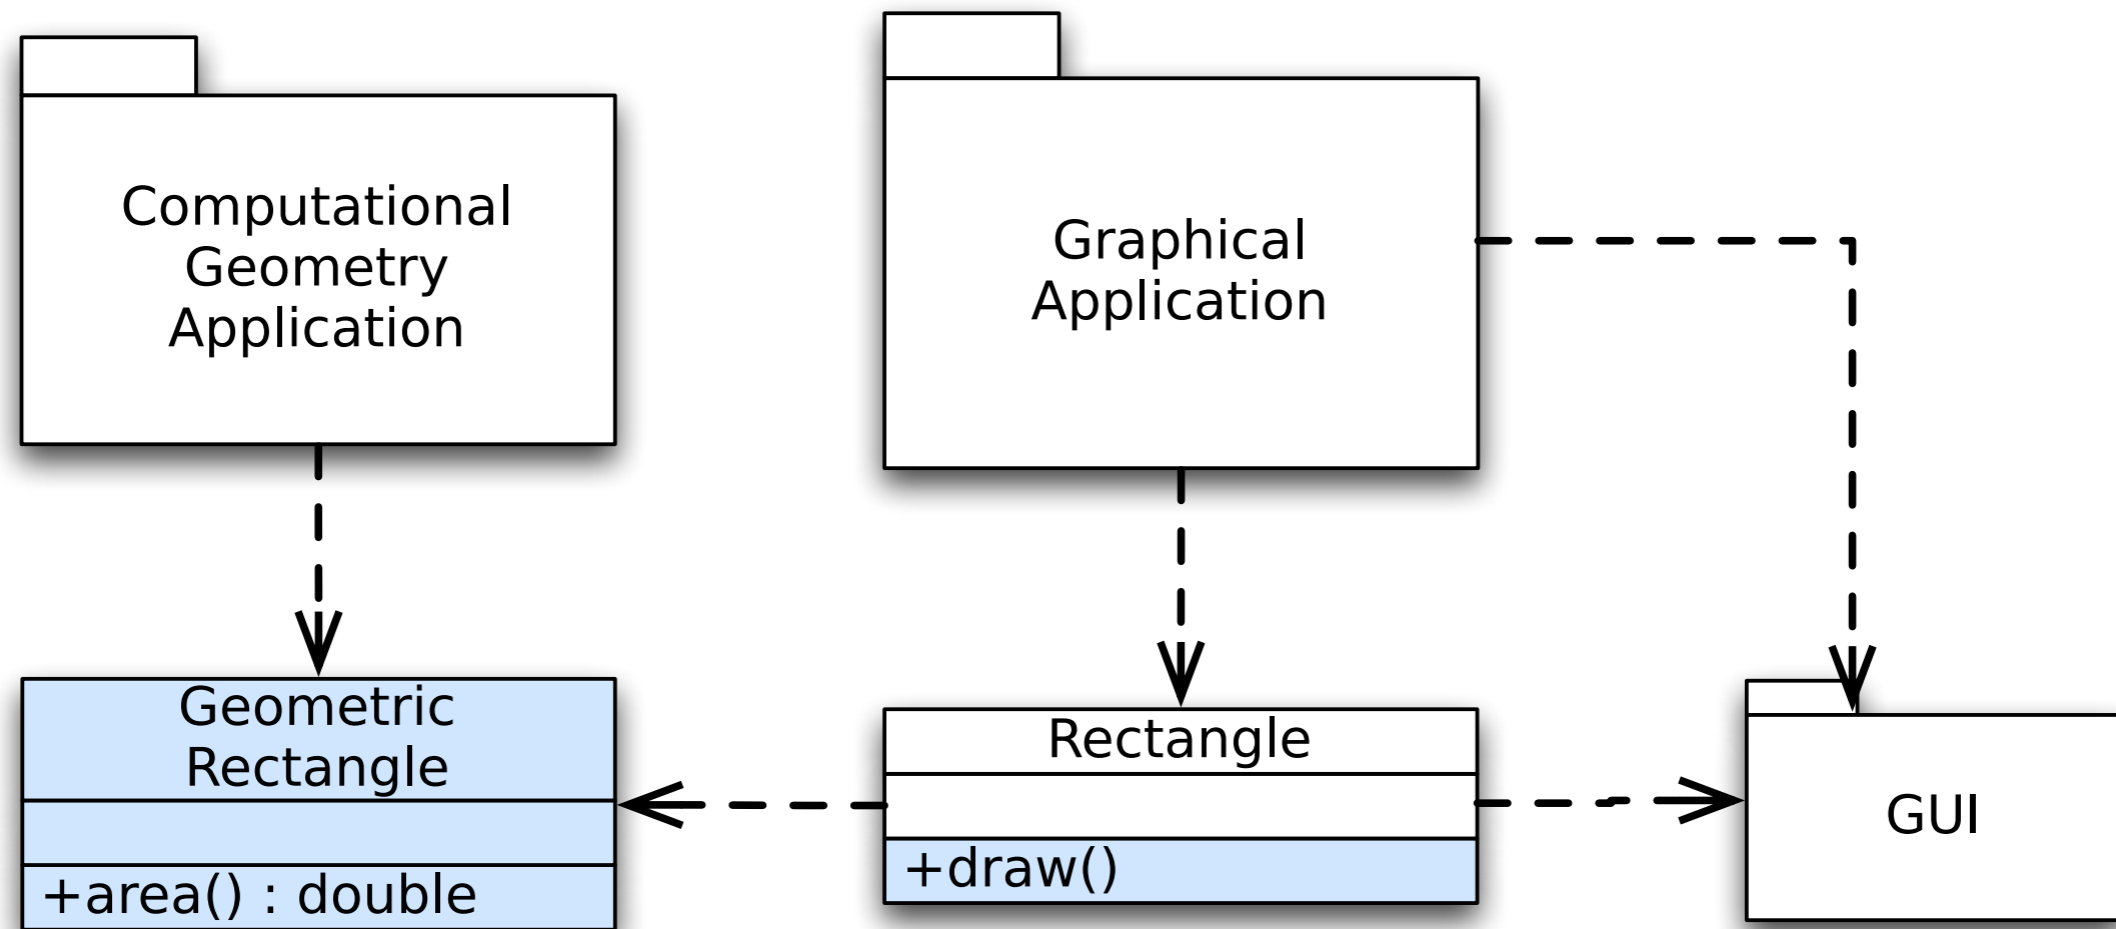 Computational
Geometry
Application
Graphical
Application
Geometric
Rectangle
+area() : double
Rectangle
+draw()
GUI